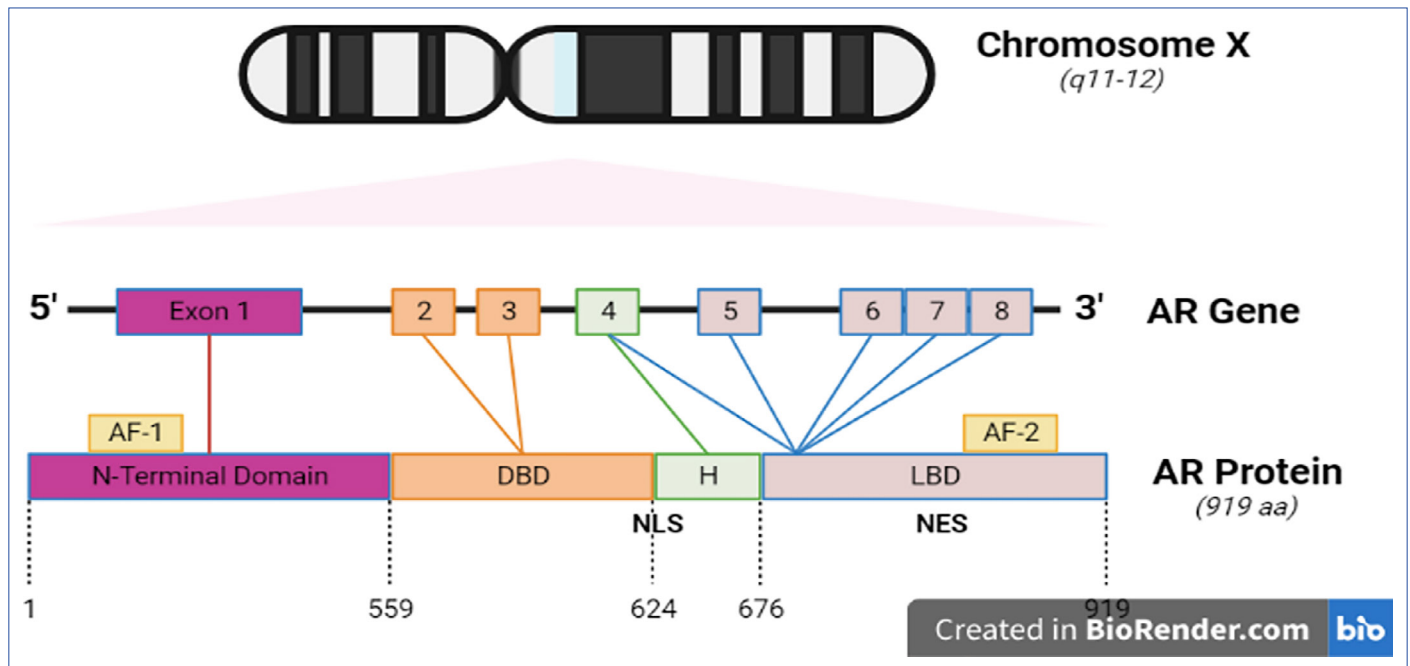 Chromosome X
(q11-12)
5' Exon 1 2 3 4 5 6 7 8 3' AR Gene
AF-1 AF-2
N-Terminal Domain DBD H LBD AR Protein
(919 aa)
NLS NES
1 559 624 676 919
Created in BioRender.com bio